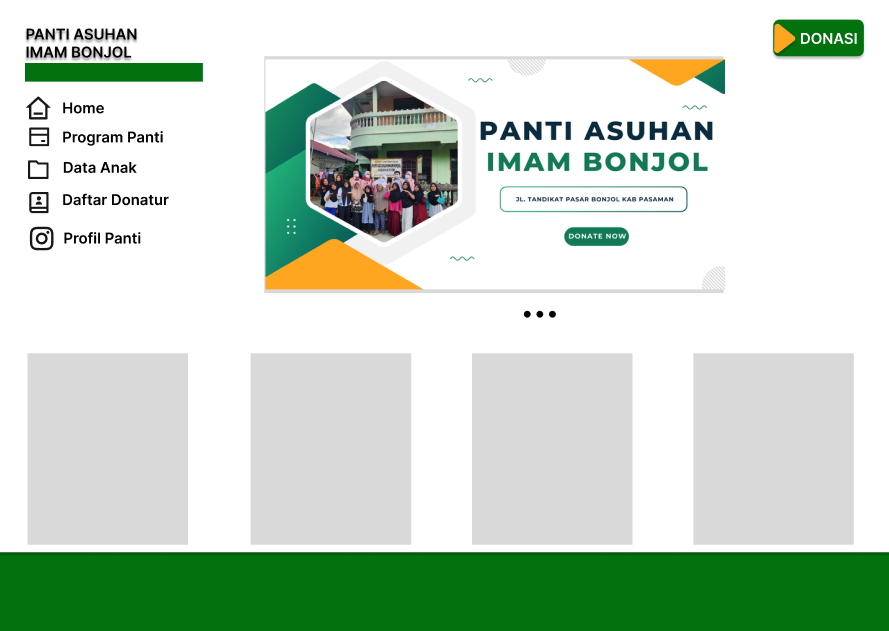 PANTI ASUHAN
IMAM BONJOL
DONASI
Home
Program Panti
Data Anak
Daftar Donatur
Profil Panti
PANTI ASUHAN
IMAM BONJOL
JL. TANDIKAT PASAR BONJOL KAB PASAMAN
DONATE NOW